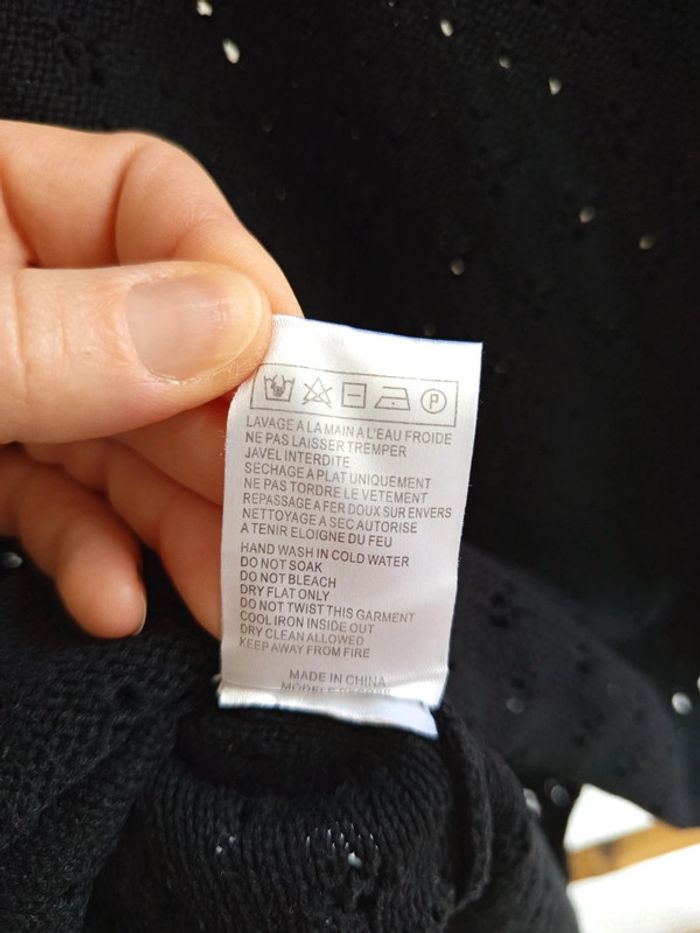 P
LAVAGE A LA MAIN A L'EAU FROIDE
NE PAS LAISSER TREMPER
JAVEL INTERDITE
SECHAGE A PLAT UNIQUEMENT
NE PAS TORDRE LE VETEMENT
REPASSAGE A FER DOUX SUR ENVERS
NETTOYAGE A SEC AUTORISE
A TENIR ELOIGNE DU FEU
HAND WASH IN COLD WATER
DO NOT SOAK
DO NOT BLEACH
DRY FLAT ONLY
DO NOT TWIST THIS GARMENT
COOL IRON INSIDE OUT
DRY CLEAN ALLOWED
KEEP AWAY FROM FIRE
MADE IN CHINA